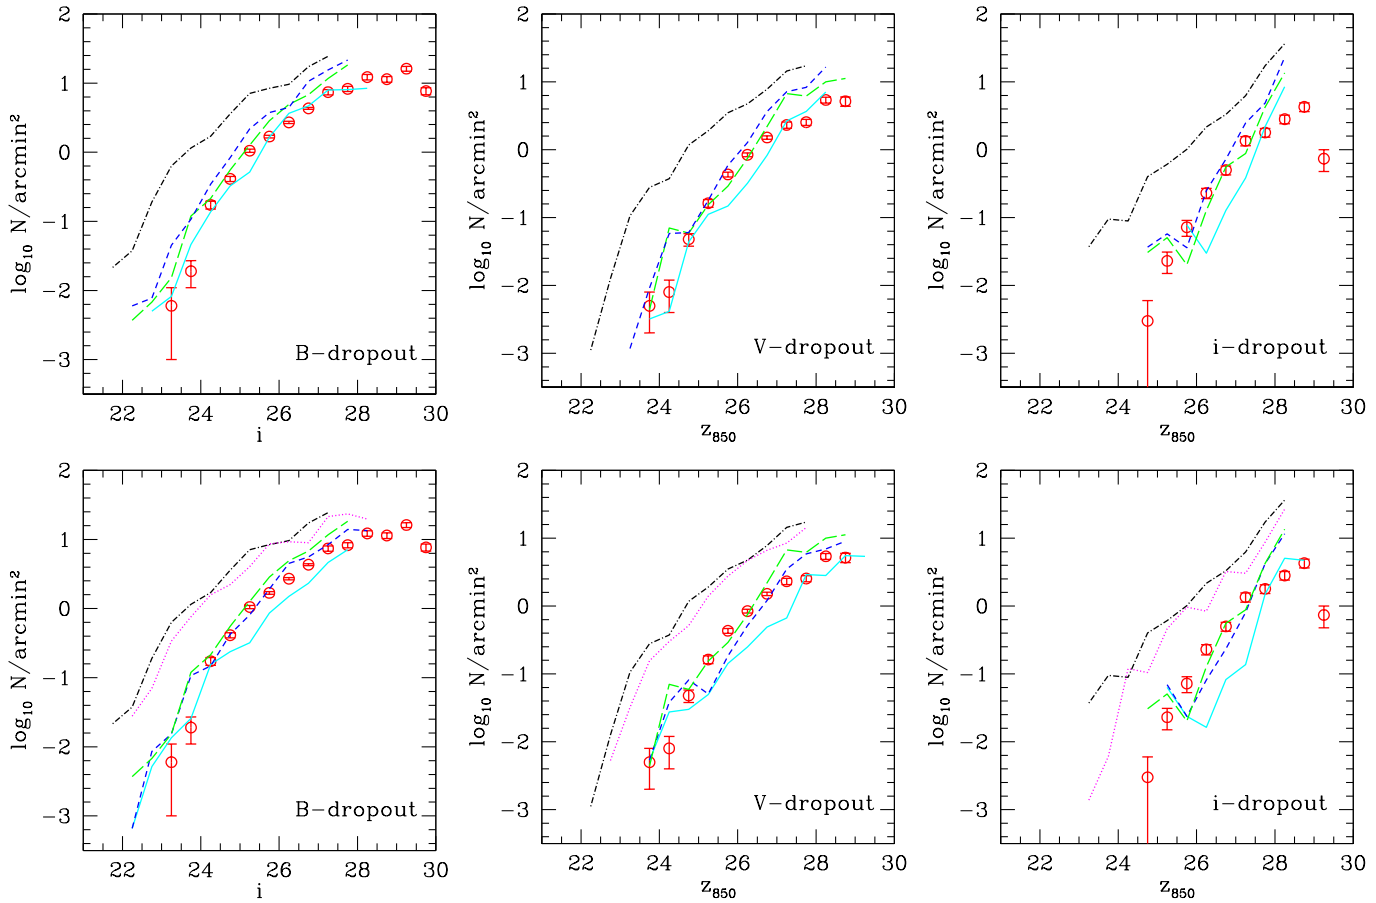 2
1
0
−1
−2
−3
log₁₀ N/arcmin²
B−dropout
22 24 26 28 30
i
2
1
0
−1
−2
−3
log₁₀ N/arcmin²
V−dropout
22 24 26 28 30
z₈₅₀
2
1
0
−1
−2
−3
log₁₀ N/arcmin²
i−dropout
22 24 26 28 30
z₈₅₀
2
1
0
−1
−2
−3
log₁₀ N/arcmin²
B−dropout
22 24 26 28 30
i
2
1
0
−1
−2
−3
log₁₀ N/arcmin²
V−dropout
22 24 26 28 30
z₈₅₀
2
1
0
−1
−2
−3
log₁₀ N/arcmin²
i−dropout
22 24 26 28 30
z₈₅₀